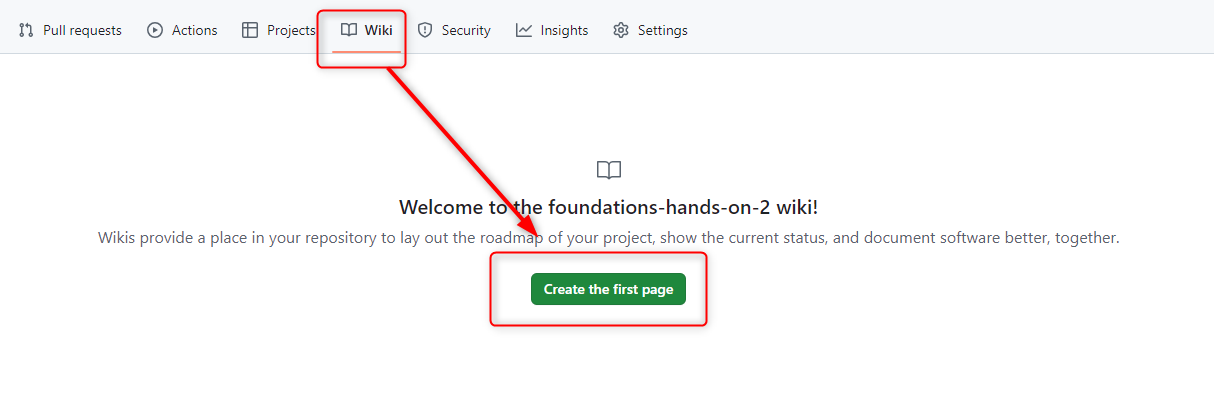 Pull requests Actions Projects Wiki Security Insights Settings
Welcome to the foundations-hands-on-2 wiki!
Wikis provide a place in your repository to lay out the roadmap of your project, show the current status, and document software better, together.
Create the first page